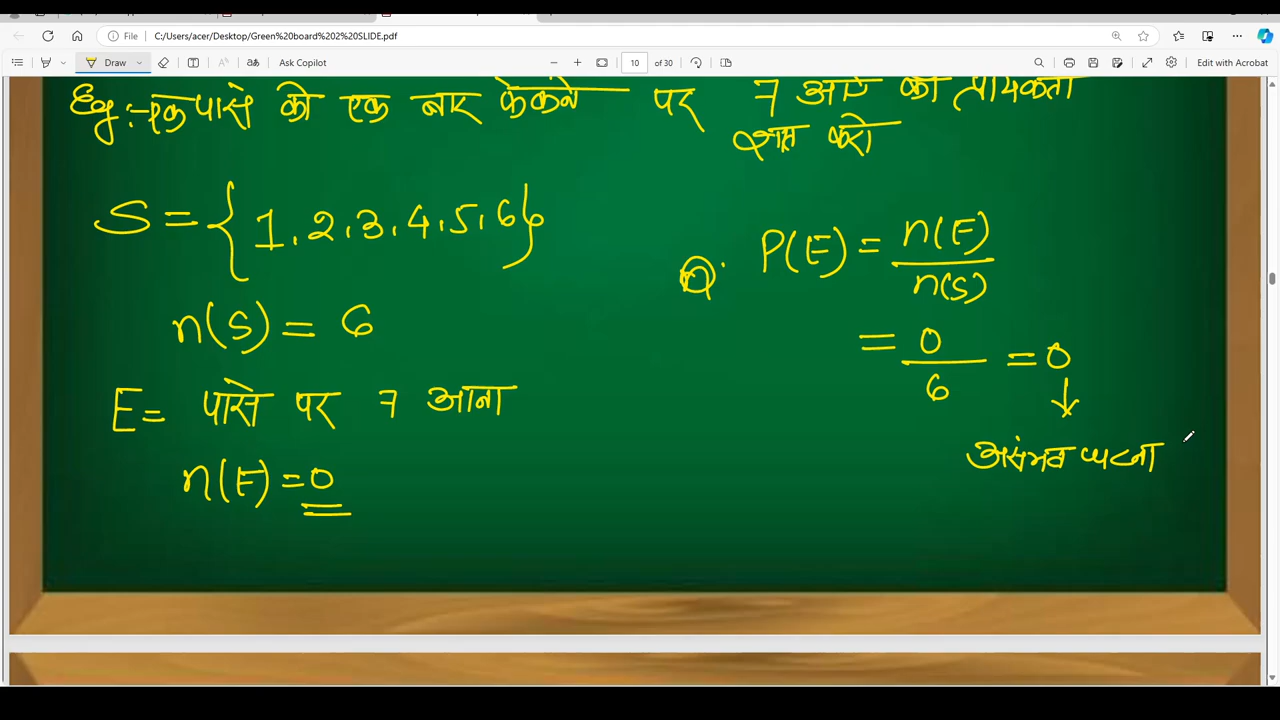 File C:/Users/acer/Desktop/Green%20board%202%20SLIDE.pdf
Draw Ask Copilot 10 of 30 Edit with Acrobat
Eg:- एक पासे को एक बार फेंकने पर 7 आने की प्रायिकता
ज्ञात करो
S = { 1, 2, 3, 4, 5, 6 }
n(S) = 6
E = पासे पर 7 आना
n(E) = 0
P(E) = n(E)
n(S)
= 0 = 0
6
↓
असंभव घटना